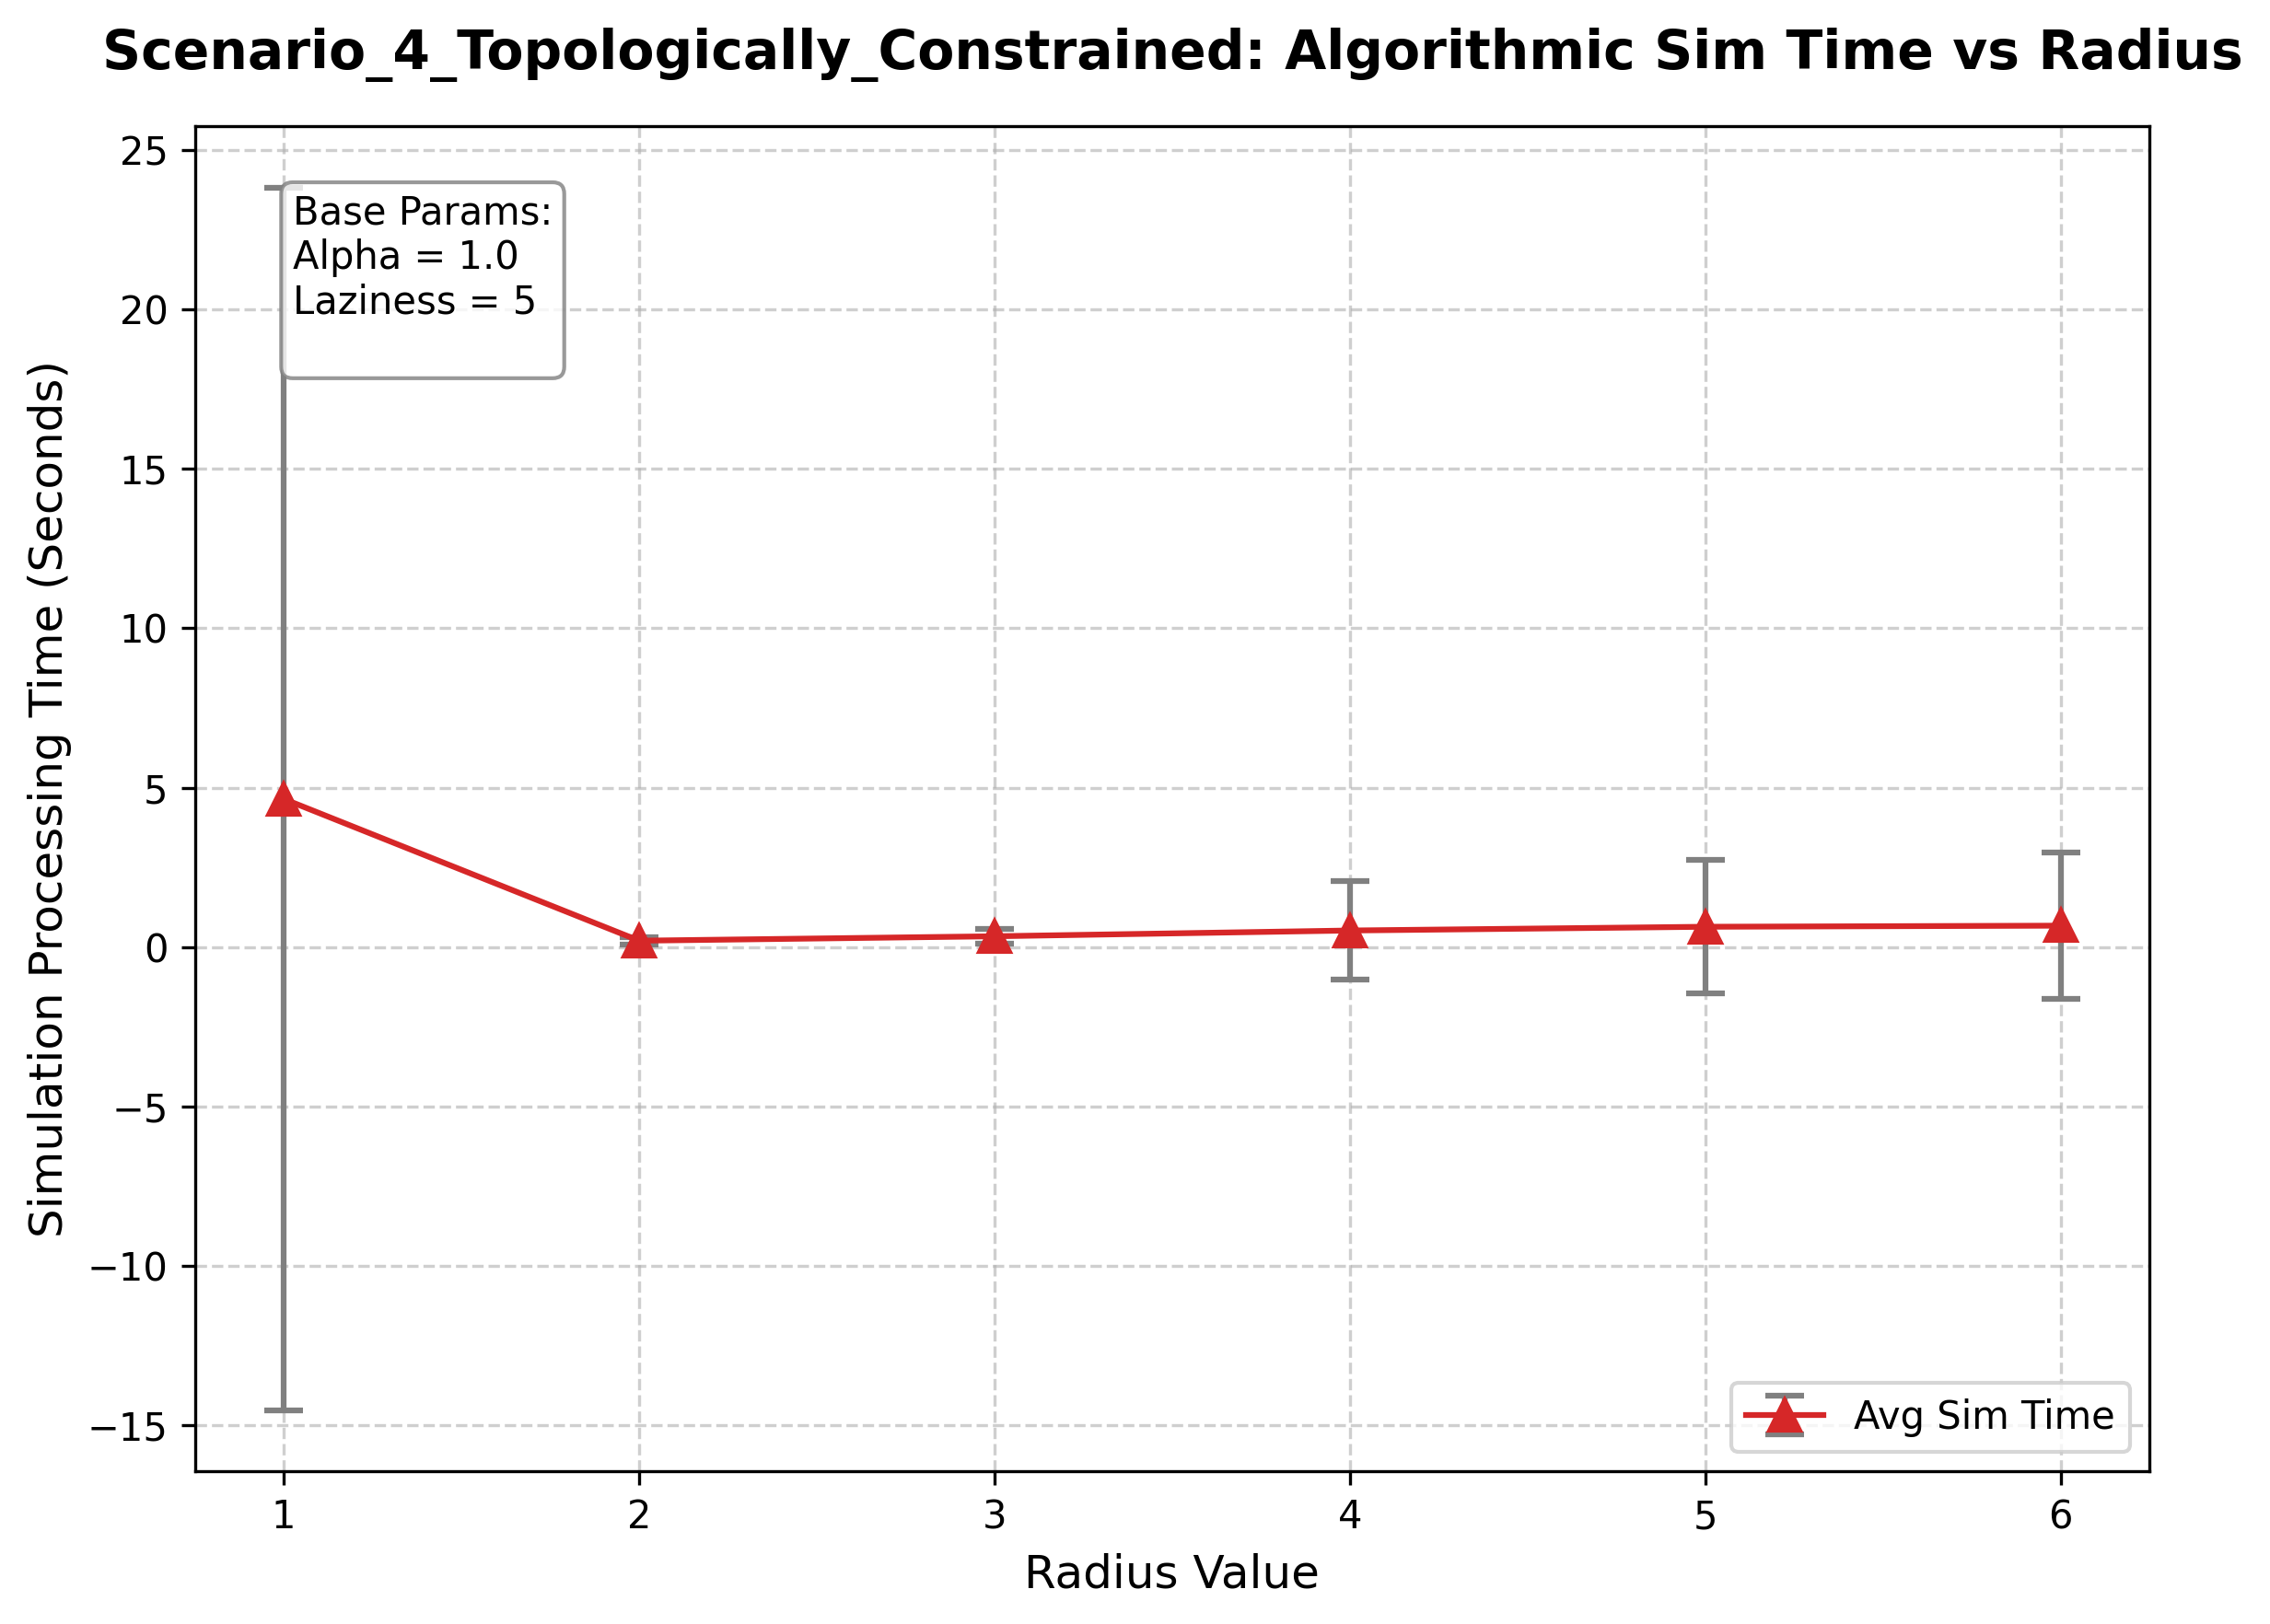 Scenario_4_Topologically_Constrained: Algorithmic Sim Time vs Radius
Simulation Processing Time (Seconds)
25
20
15
10
5
0
−5
−10
−15
Base Params:
Alpha = 1.0
Laziness = 5
Avg Sim Time
1 2 3 4 5 6
Radius Value